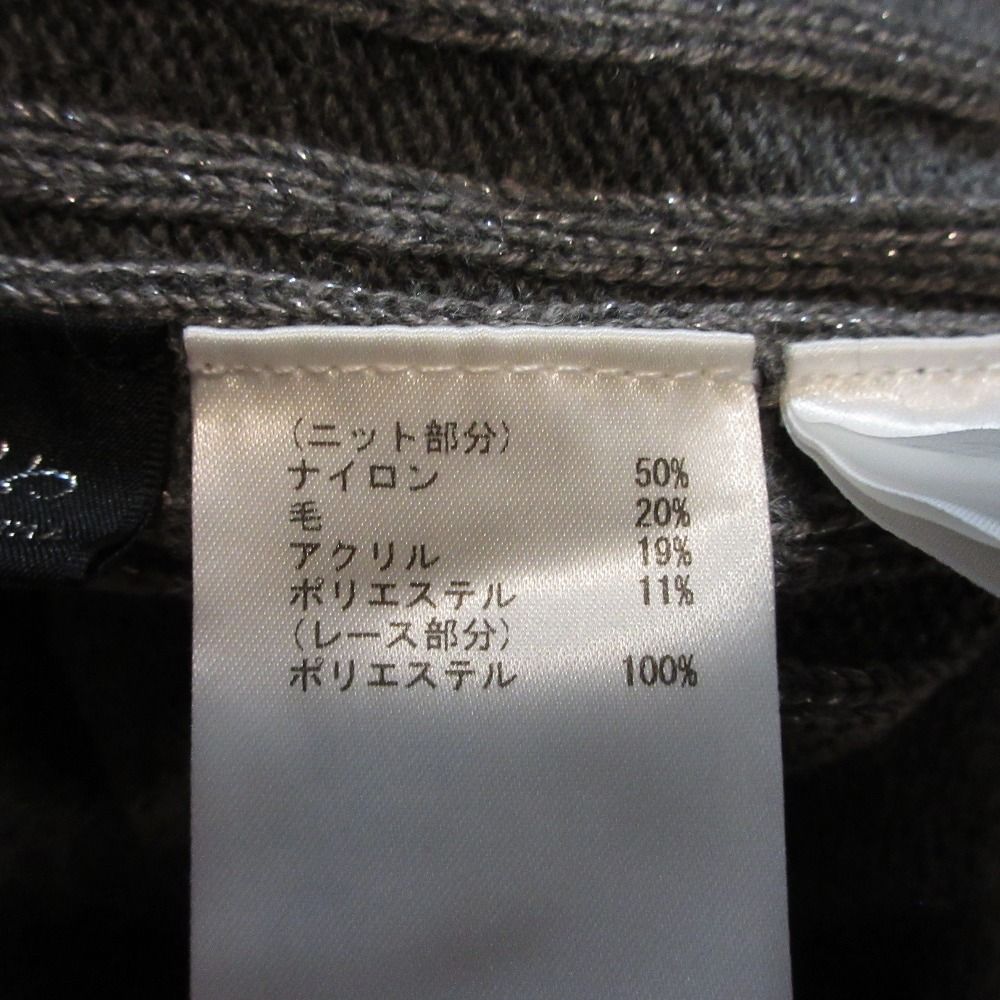 (ニット部分)
ナイロン 50%
毛 20%
アクリル 19%
ポリエステル 11%
(レース部分)
ポリエステル 100%